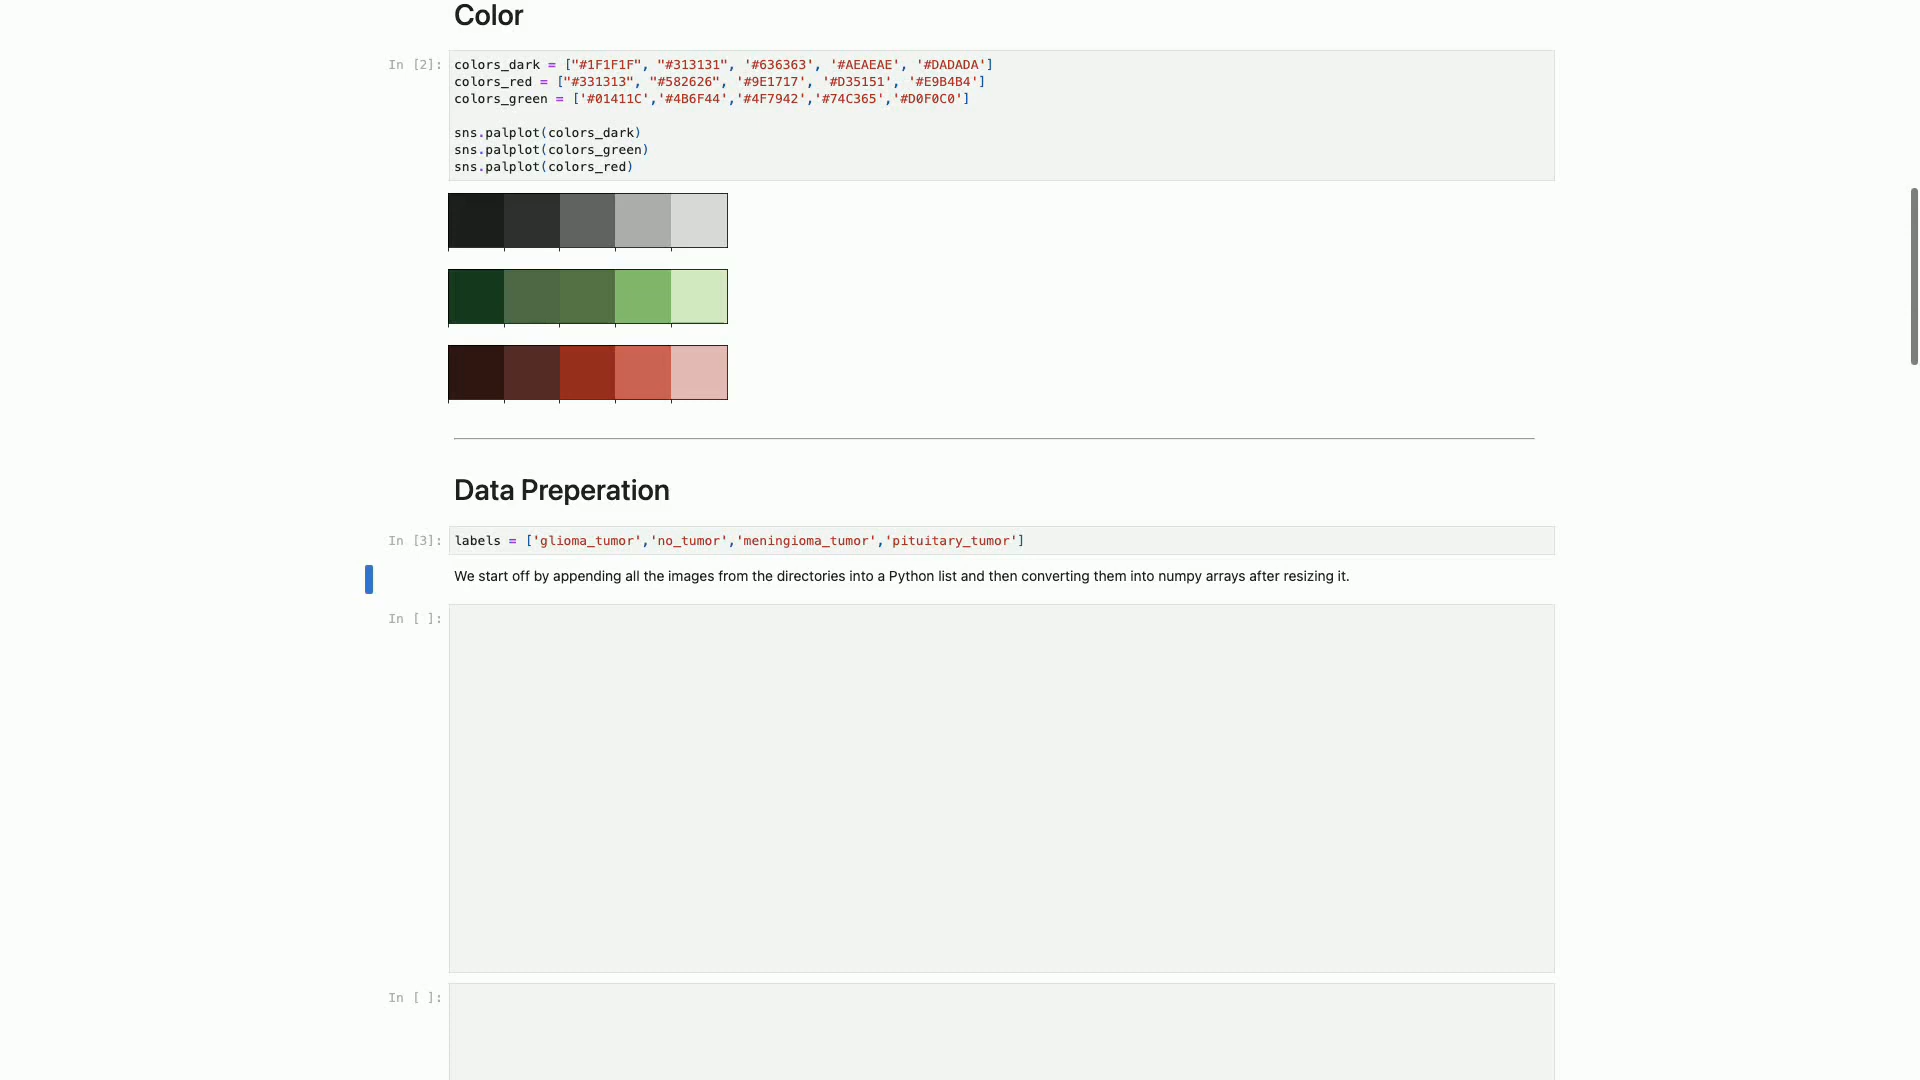 Color
In [2]:
colors_dark = ["#1F1F1F", "#313131", '#636363', '#AEAEAE', '#DADADA']
colors_red = ["#331313", "#582626", '#9E1717', '#D35151', '#E9B4B4']
colors_green = ['#01411C','#4B6F44','#4F7942','#74C365','#D0F0C0']
sns.palplot(colors_dark)
sns.palplot(colors_green)
sns.palplot(colors_red)
Data Preperation
In [3]:
labels = ['glioma_tumor','no_tumor','meningioma_tumor','pituitary_tumor']
We start off by appending all the images from the directories into a Python list and then converting them into numpy arrays after resizing it.
In [ ]:
In [ ]: